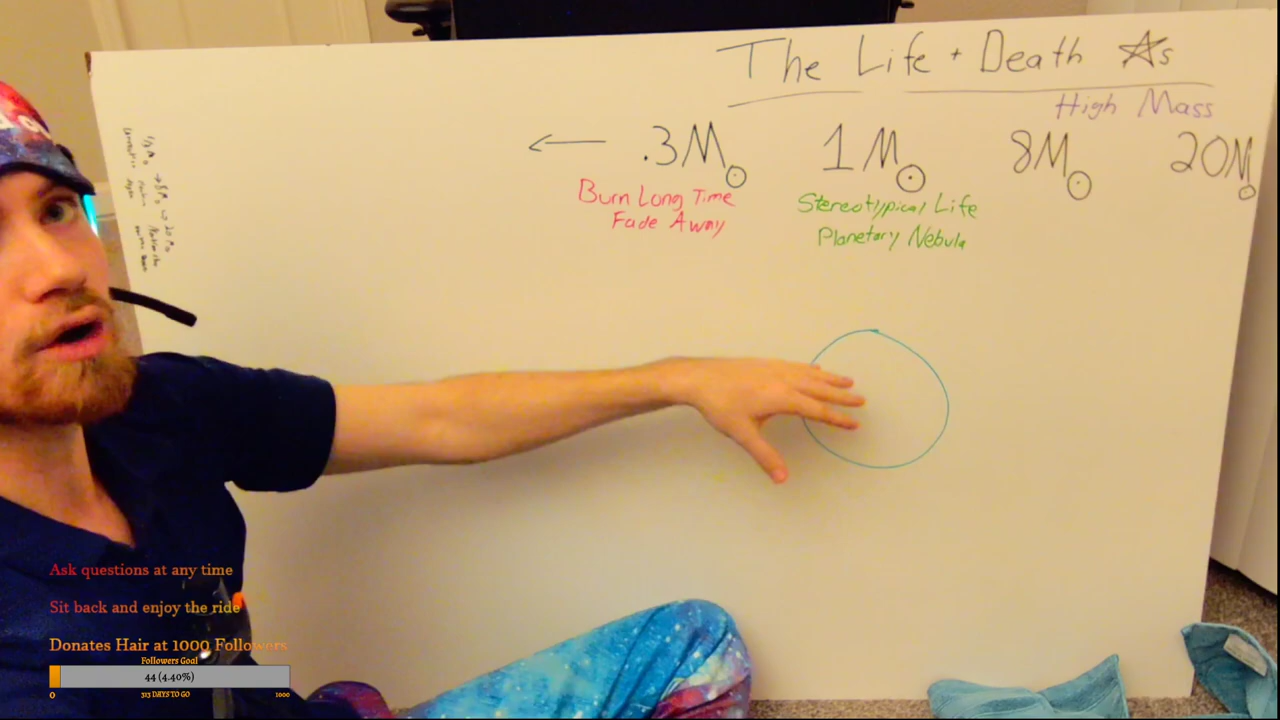 The Life + Death ☆s
High Mass
← .3M☉ 1M☉ 8M☉ 20M☉
Burn Long Time
Fade Away
Stereotypical Life
Planetary Nebula
Ask questions at any time
Sit back and enjoy the ride
Donates Hair at 1000 Followers
Followers Goal
44 (4.40%)
0 313 DAYS TO GO 1000